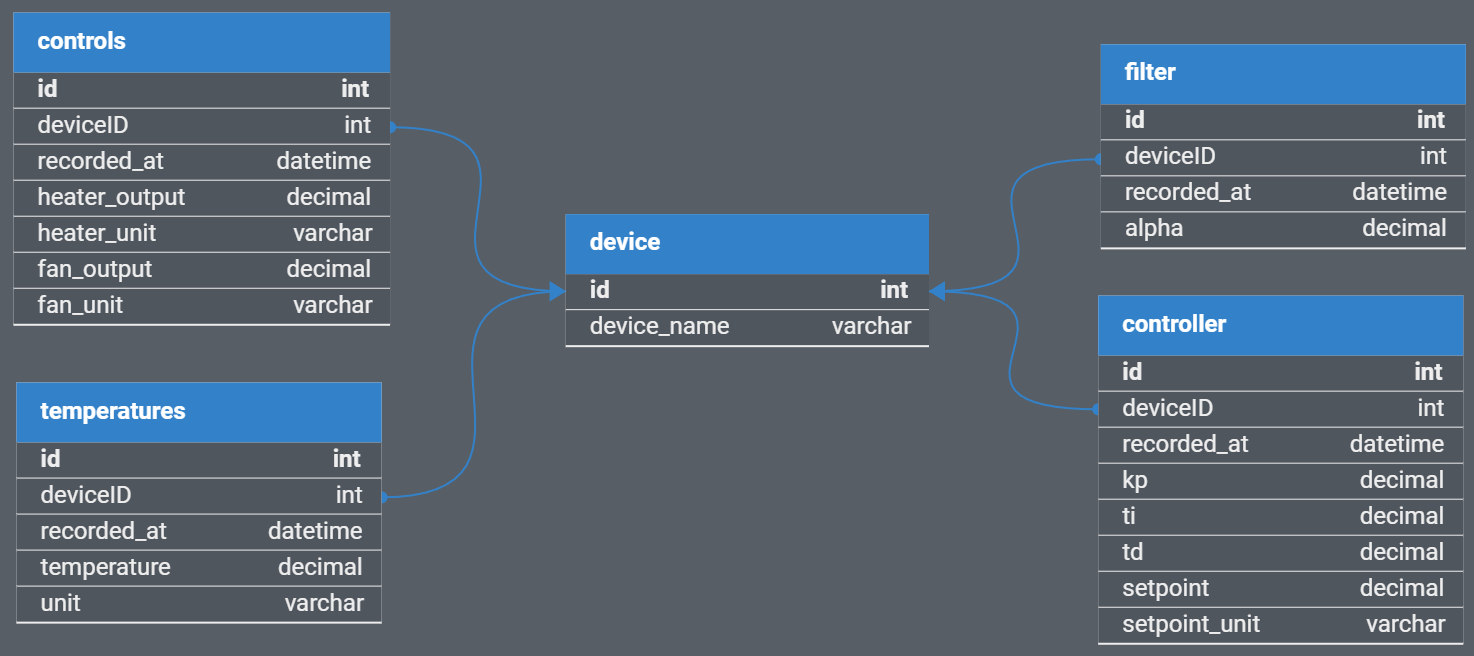 controls
id int
deviceID int
recorded_at datetime
heater_output decimal
heater_unit varchar
fan_output decimal
fan_unit varchar
temperatures
id int
deviceID int
recorded_at datetime
temperature decimal
unit varchar
device
id int
device_name varchar
filter
id int
deviceID int
recorded_at datetime
alpha decimal
controller
id int
deviceID int
recorded_at datetime
kp decimal
ti decimal
td decimal
setpoint decimal
setpoint_unit varchar